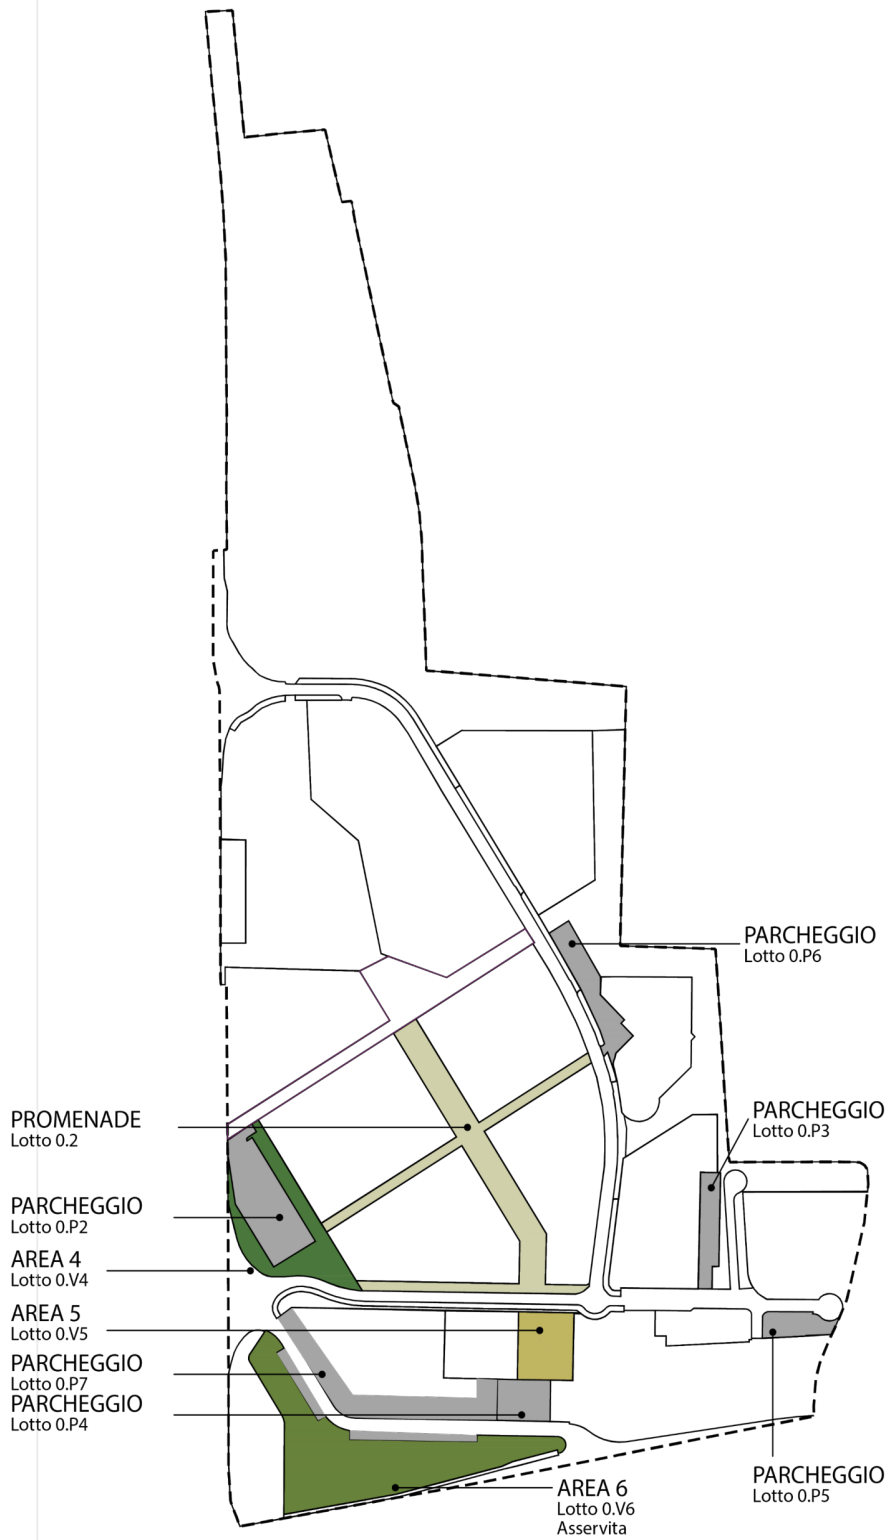 PARCHEGGIO
Lotto 0.P6
PARCHEGGIO
Lotto 0.P3
PROMENADE
Lotto 0.2
PARCHEGGIO
Lotto 0.P2
AREA 4
Lotto 0.V4
AREA 5
Lotto 0.V5
PARCHEGGIO
Lotto 0.P7
PARCHEGGIO
Lotto 0.P4
PARCHEGGIO
Lotto 0.P5
AREA 6
Lotto 0.V6
Asservita